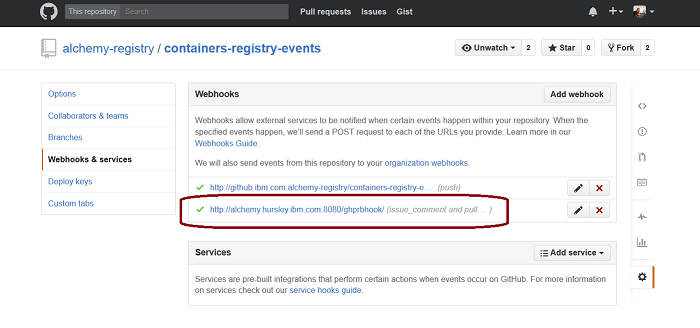 This repository Search
Pull requests Issues Gist
alchemy-registry / containers-registry-events
Unwatch 2 Star 0 Fork 2
Options
Collaborators & teams
Branches
Webhooks & services
Deploy keys
Custom tabs
Webhooks
Add webhook
Webhooks allow external services to be notified when certain events happen within your repository. When the
specified events happen, we'll send a POST request to each of the URLs you provide. Learn more in our
Webhooks Guide.
We will also send events from this repository to your organization webhooks.
http://github.ibm.com.alchemy-registry/containers-registry-e… (push)
http://alchemy.hursley.ibm.com:8080/ghprbhook/ (issue_comment and pull… )
Services
Add service
Services are pre-built integrations that perform certain actions when events occur on GitHub. For more information
on services check out our service hooks guide.